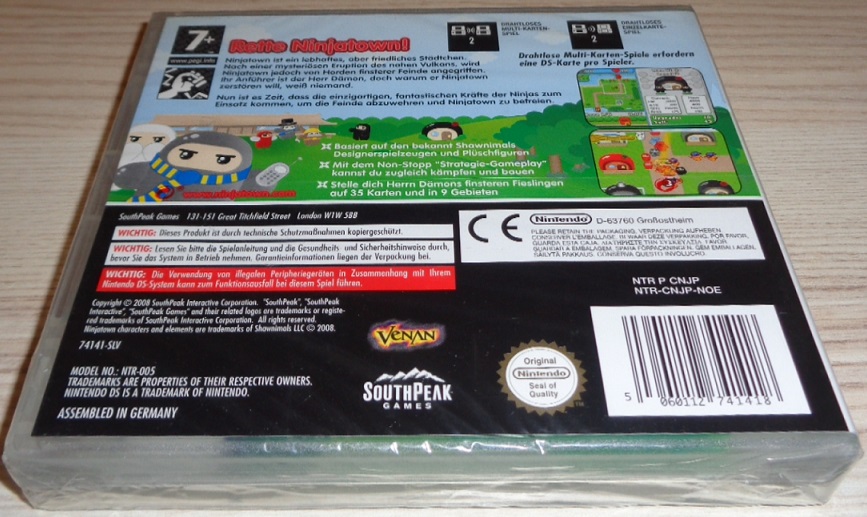 7+
www.pegi.info
Rette Ninjatown!
DRAHTLOSES
MULTI-KARTEN-
SPIEL
2
DRAHTLOSES
EINZELKARTE-
SPIEL
2
Drahtlose Multi-Karten-Spiele erfordern
eine DS-Karte pro Spieler.
Ninjatown ist ein lebhaftes, aber friedliches Städtchen.
Nach einer mysteriösen Eruption des nahen Vulkans, wird
Ninjatown jedoch von Horden finsterer Feinde angegriffen.
Ihr Anführer ist der Herr Dämon, doch warum er Ninjatown
zerstören will, weiß niemand.
Nun ist es Zeit, dass die einzigartigen, fantastischen Kräfte der Ninjas zum
Einsatz kommen, um die Feinde abzuwehren und Ninjatown zu befreien.
Basiert auf den bekannt Shawnimals
Designerspielzeugen und Plüschfiguren
Mit dem Non-Stopp "Strategie-Gameplay"
kannst du zugleich kämpfen und bauen
Stelle dich Herrn Dämons finsteren Fieslingen
auf 35 Karten und in 9 Gebieten
www.ninjatown.com
SouthPeak Games 131-151 Great Titchfield Street London W1W 5BB
WICHTIG: Dieses Produkt ist durch technische Schutzmaßnahmen kopiergeschützt.
WICHTIG: Lesen Sie bitte die Spielanleitung und die Gesundheits- und Sicherheitshinweise durch,
bevor Sie das System in Betrieb nehmen. Garantieinformationen liegen der Verpackung bei.
WICHTIG: Die Verwendung von illegalen Peripheriegeräten in Zusammenhang mit Ihrem
Nintendo DS-System kann zum Funktionsausfall bei diesem Spiel führen.
CE
Nintendo
D-63760 Großostheim
PLEASE RETAIN THIS PACKAGING. VERPACKUNG AUFHEBEN.
CONSERVER L'EMBALLAGE. BEWAAR DEZE VERPAKKING. POR FAVOR,
GUARDA ESTA CAJA.
NTR P CNJP
NTR-CNJP-NOE
Copyright © 2008 SouthPeak Interactive Corporation. "SouthPeak", "SouthPeak
Interactive", "SouthPeak Games" and their related logos are trademarks or registe-
red trademarks of SouthPeak Interactive Corporation. All rights reserved.
Ninjatown characters and elements are trademarks of Shawnimals LLC © 2008.
74141-SLV
VENAN
MODEL NO.: NTR-005
TRADEMARKS ARE PROPERTIES OF THEIR RESPECTIVE OWNERS.
NINTENDO DS IS A TRADEMARK OF NINTENDO.
ASSEMBLED IN GERMANY
SOUTHPEAK
GAMES
Original
Nintendo
Seal of
Quality
TM
5 060112 741418